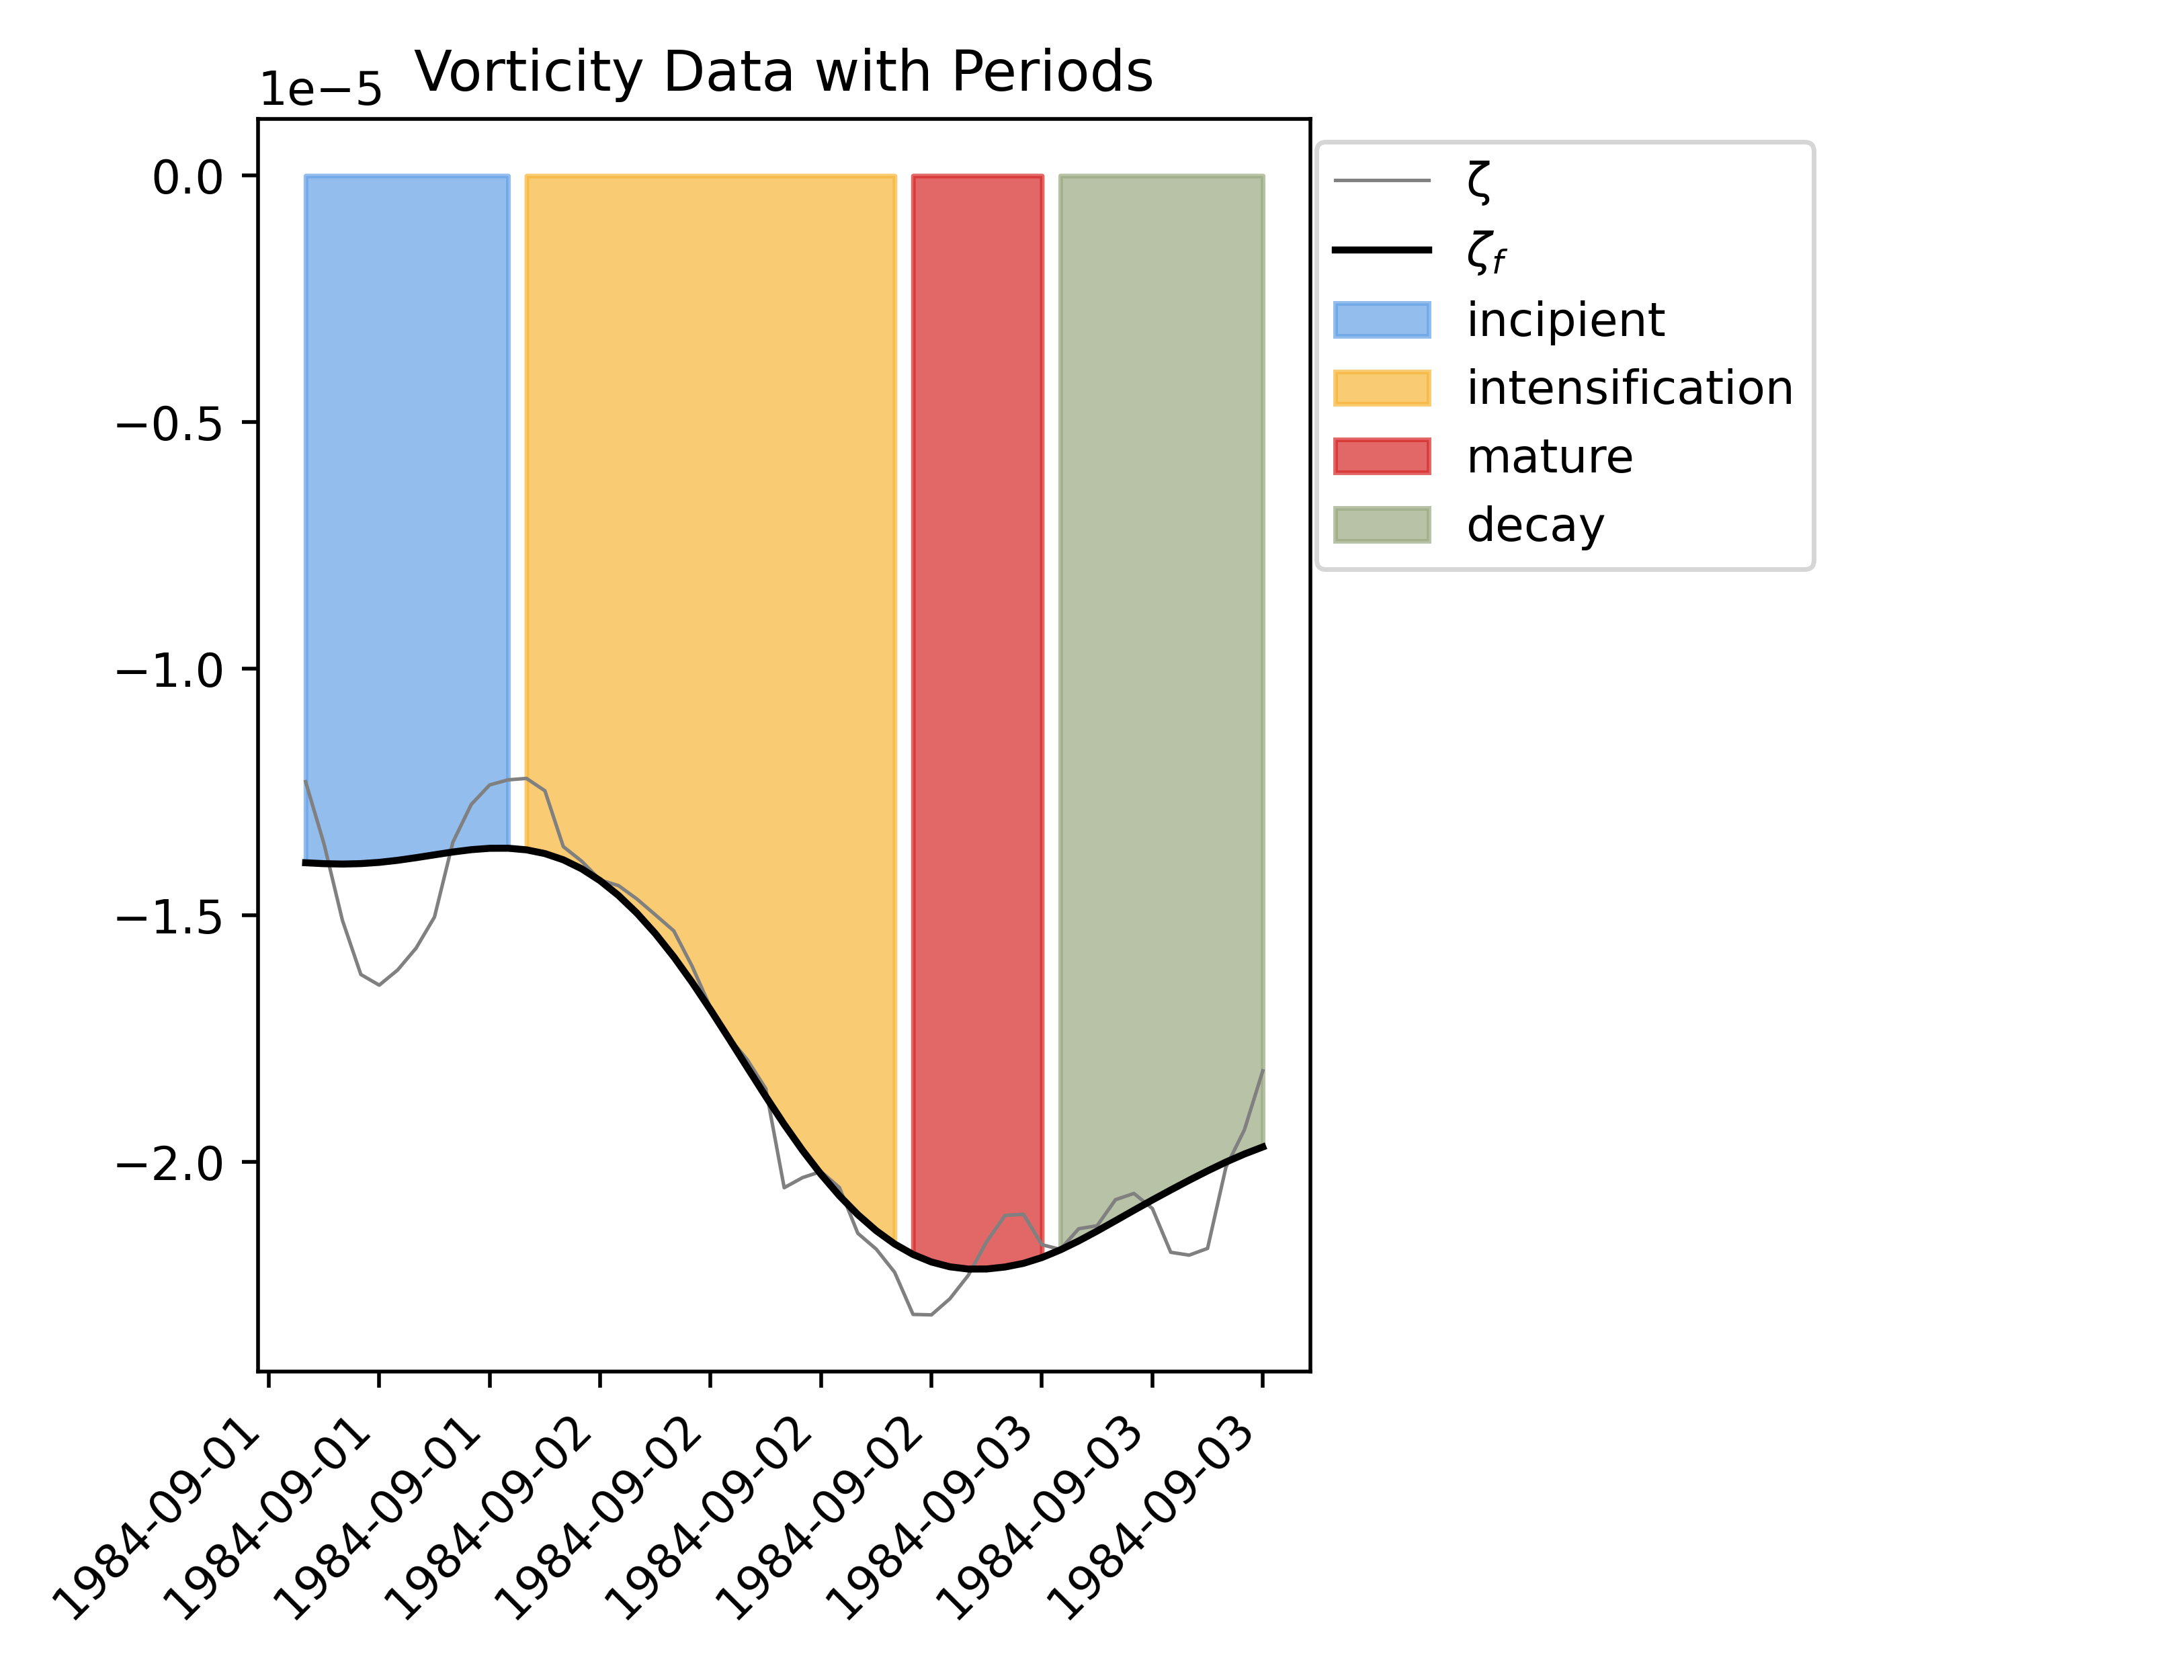 Vorticity Data with Periods
1e−5
0.0
−0.5
−1.0
−1.5
−2.0
1984-09-01
1984-09-01
1984-09-01
1984-09-02
1984-09-02
1984-09-02
1984-09-02
1984-09-03
1984-09-03
1984-09-03
ζ
ζf
incipient
intensification
mature
decay